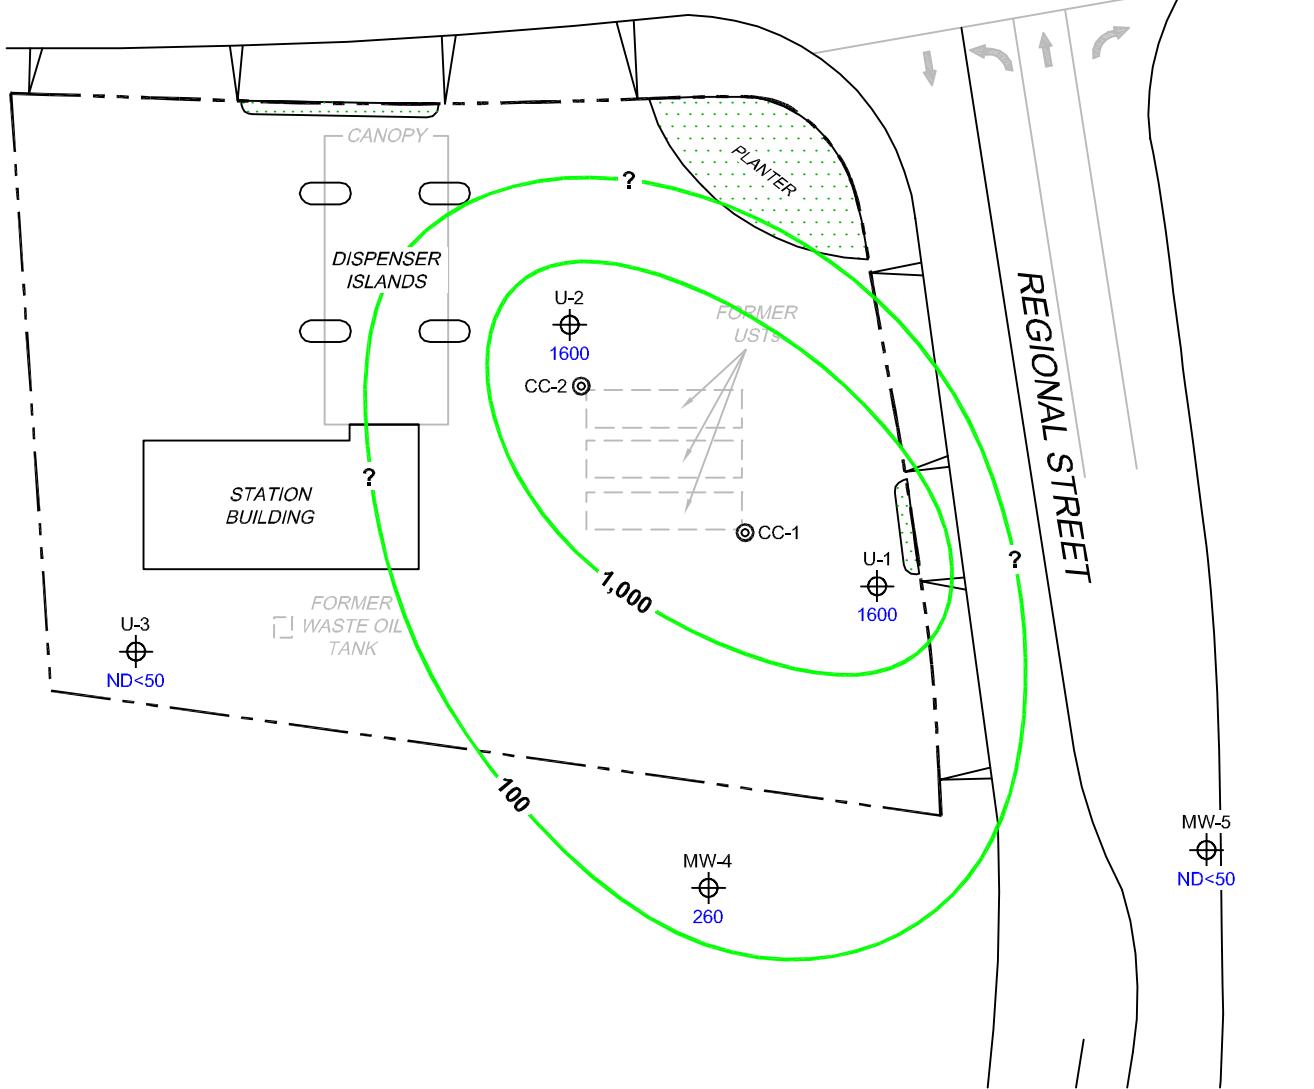 CANOPY
?
PLANTER
DISPENSER
ISLANDS
U-2
1600
FORMER
USTs
CC-2
REGIONAL STREET
?
STATION
BUILDING
CC-1
?
U-1
1600
1,000
FORMER
WASTE OIL
TANK
U-3
ND<50
100
MW-4
260
MW-5
ND<50